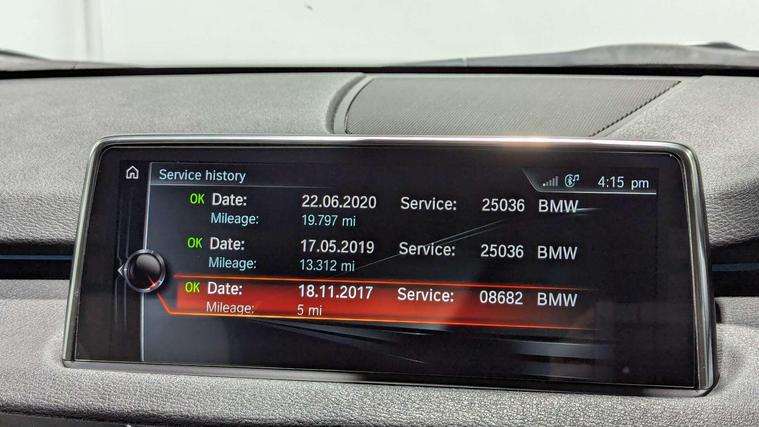 Service history
4:15 pm
OK Date: 22.06.2020 Service: 25036 BMW
Mileage: 19.797 mi
OK Date: 17.05.2019 Service: 25036 BMW
Mileage: 13.312 mi
OK Date: 18.11.2017 Service: 08682 BMW
Mileage: 5 mi